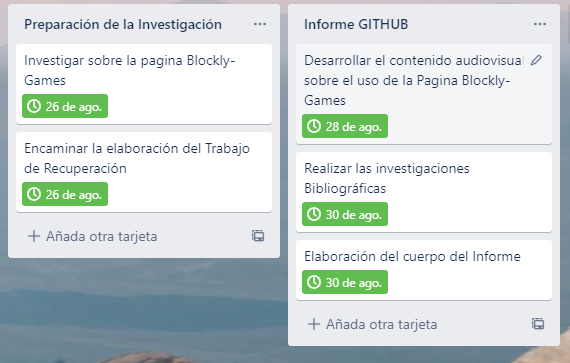 Preparación de la Investigación
Investigar sobre la pagina Blockly-
Games
26 de ago.
Encaminar la elaboración del Trabajo
de Recuperación
26 de ago.
Añada otra tarjeta
Informe GITHUB
Desarrollar el contenido audiovisual
sobre el uso de la Pagina Blockly-
Games
28 de ago.
Realizar las investigaciones
Bibliográficas
30 de ago.
Elaboración del cuerpo del Informe
30 de ago.
Añada otra tarjeta